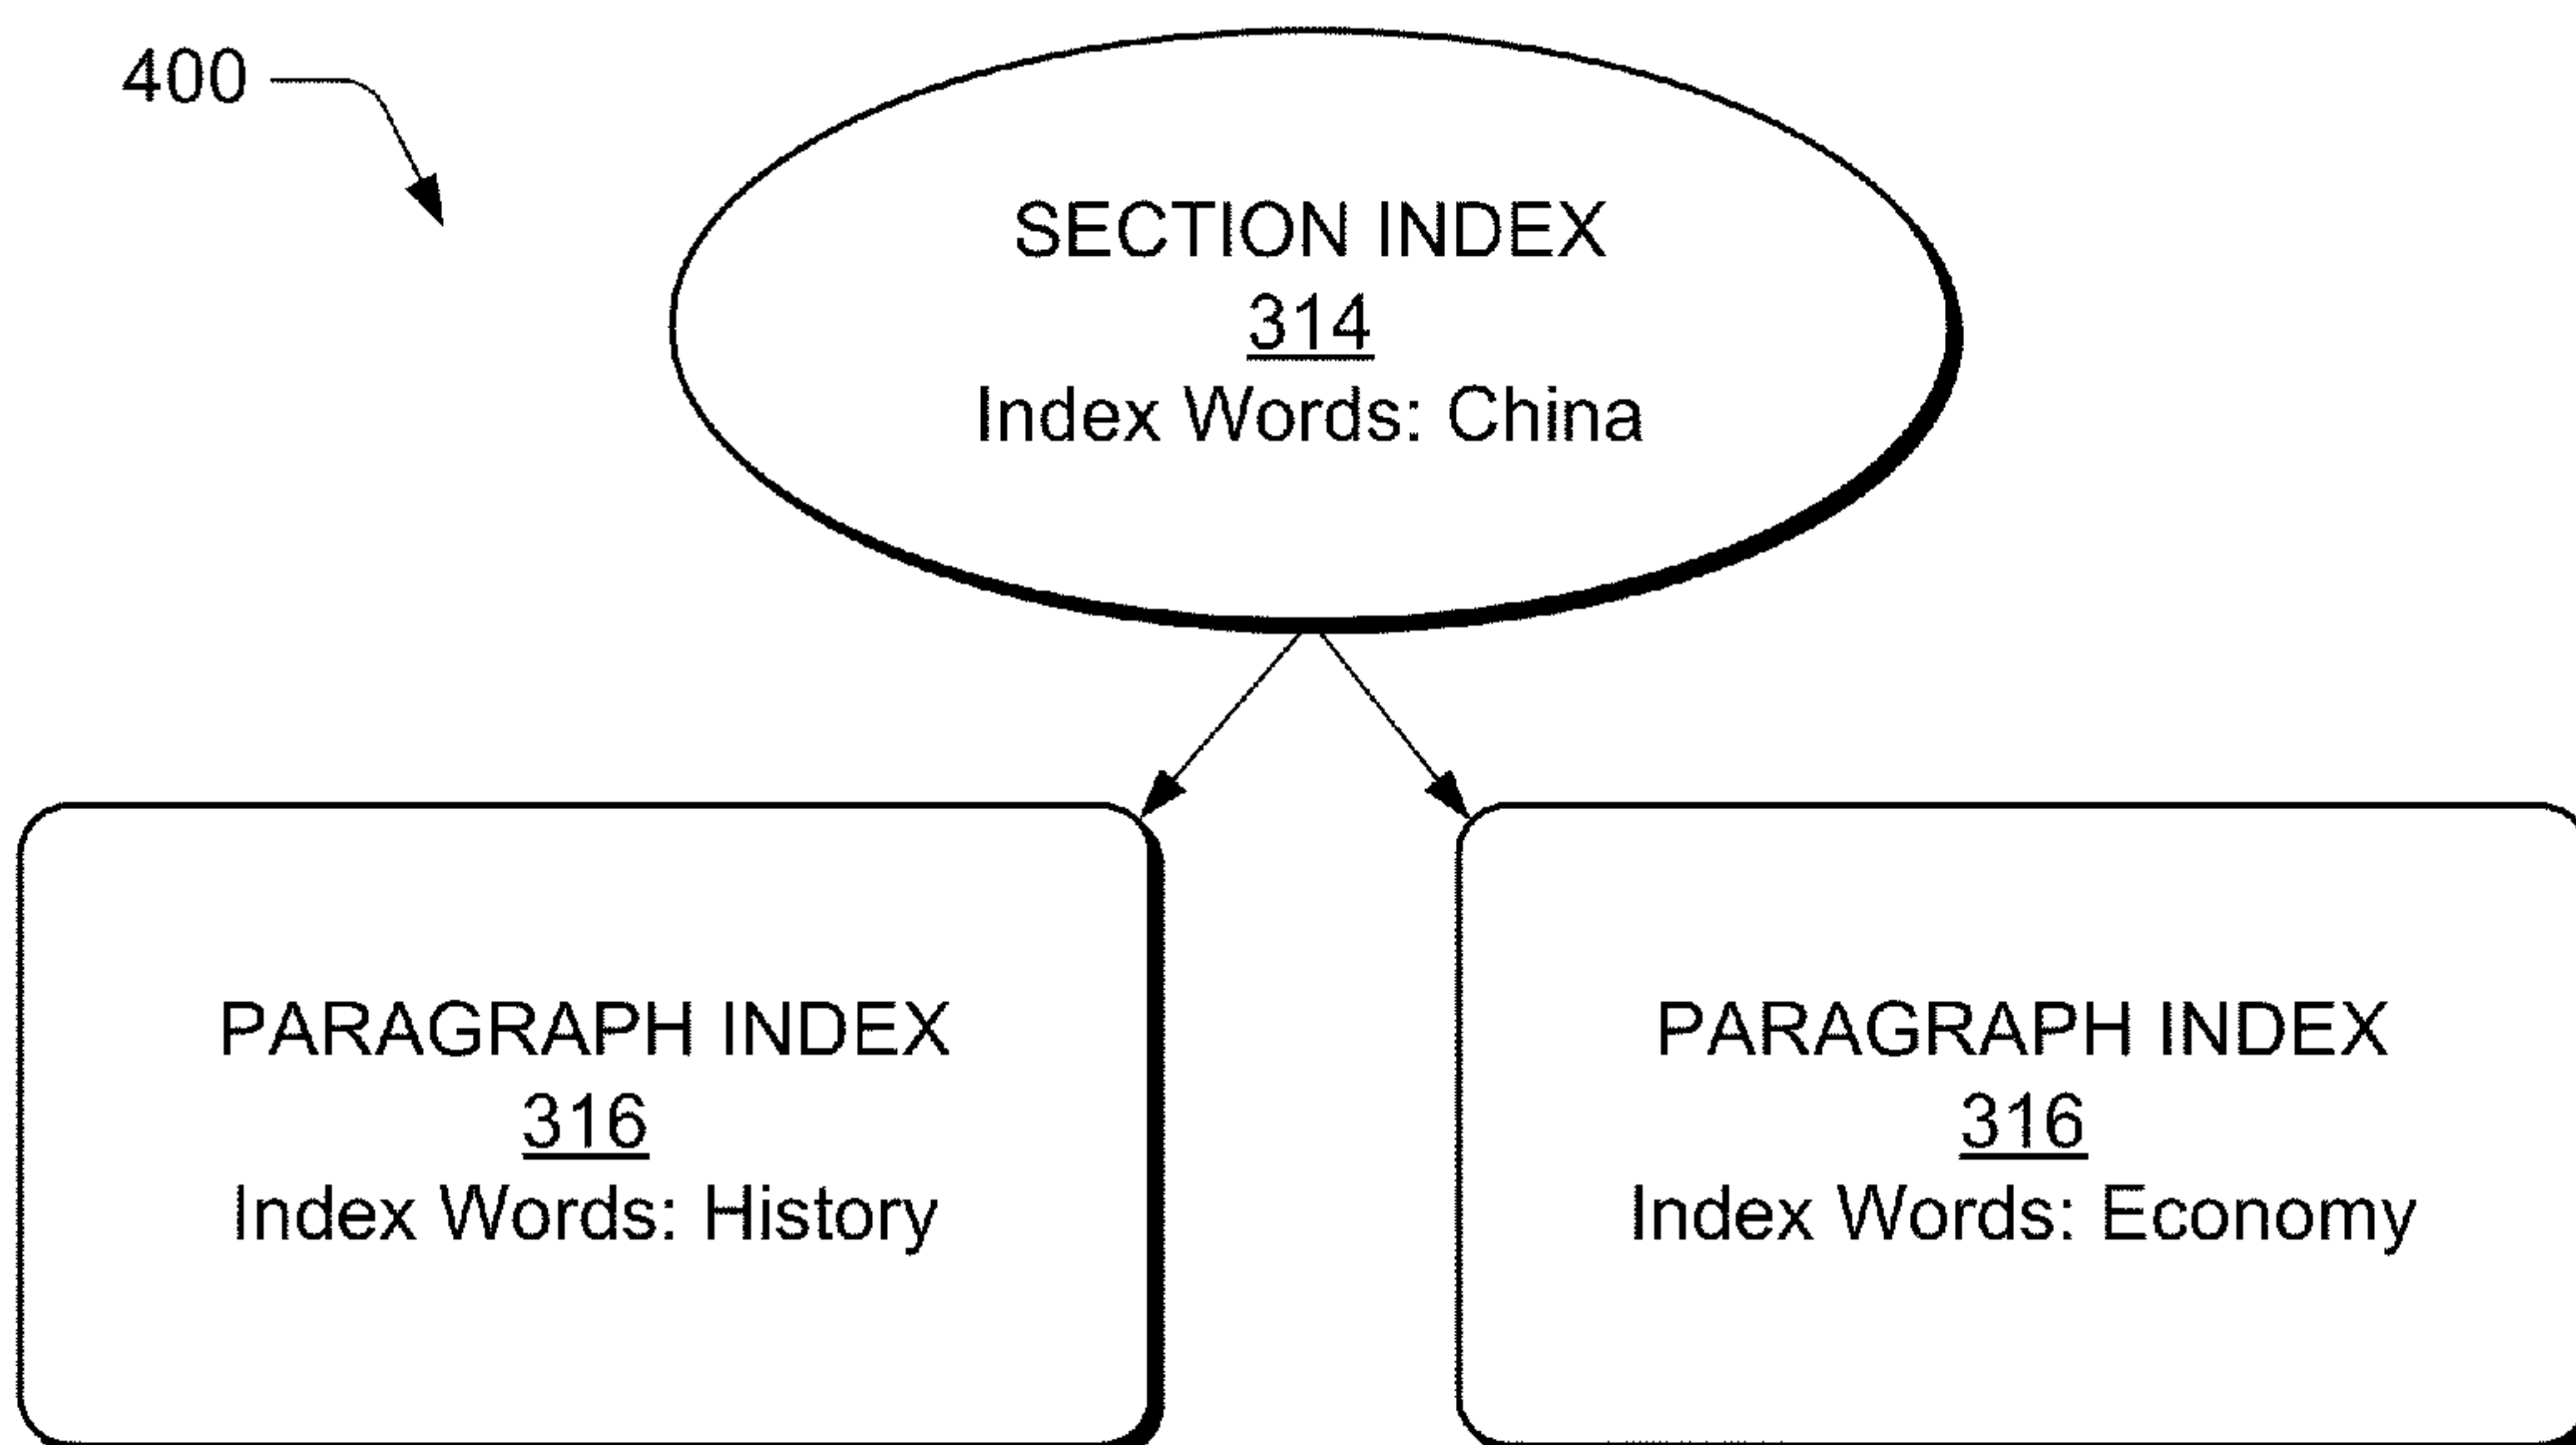 400
SECTION INDEX
314
Index Words: China
PARAGRAPH INDEX
316
Index Words: History
PARAGRAPH INDEX
316
Index Words: Economy